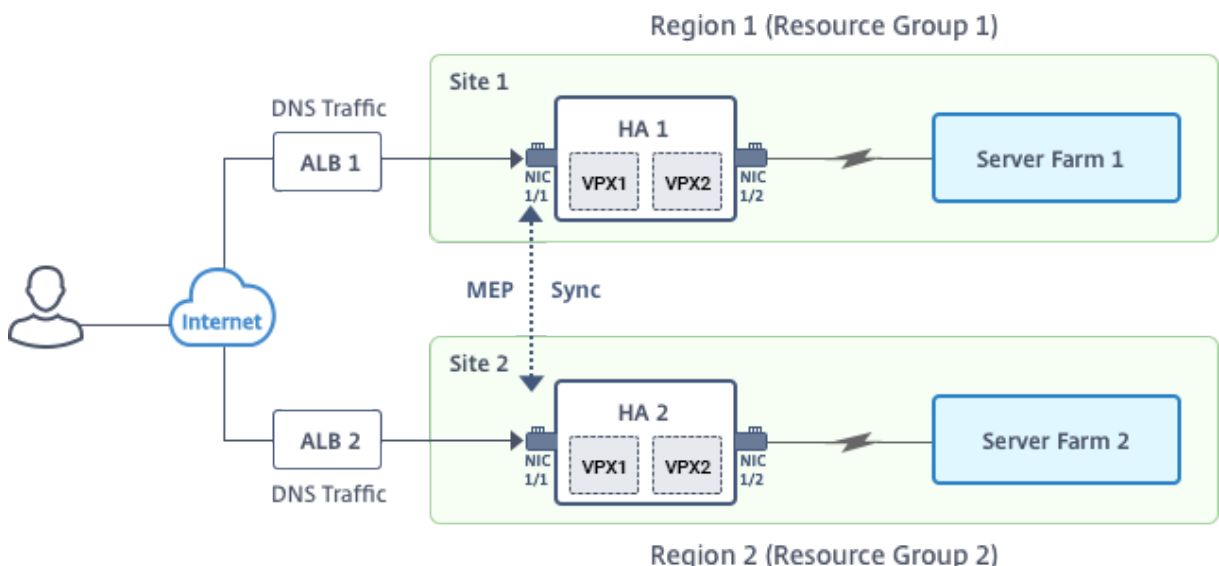 Region 1 (Resource Group 1)
Site 1
DNS Traffic
ALB 1
HA 1
VPX1 VPX2
NIC
1/1
NIC
1/2
Server Farm 1
MEP Sync
Internet
Site 2
ALB 2
DNS Traffic
HA 2
VPX1 VPX2
NIC
1/1
NIC
1/2
Server Farm 2
Region 2 (Resource Group 2)